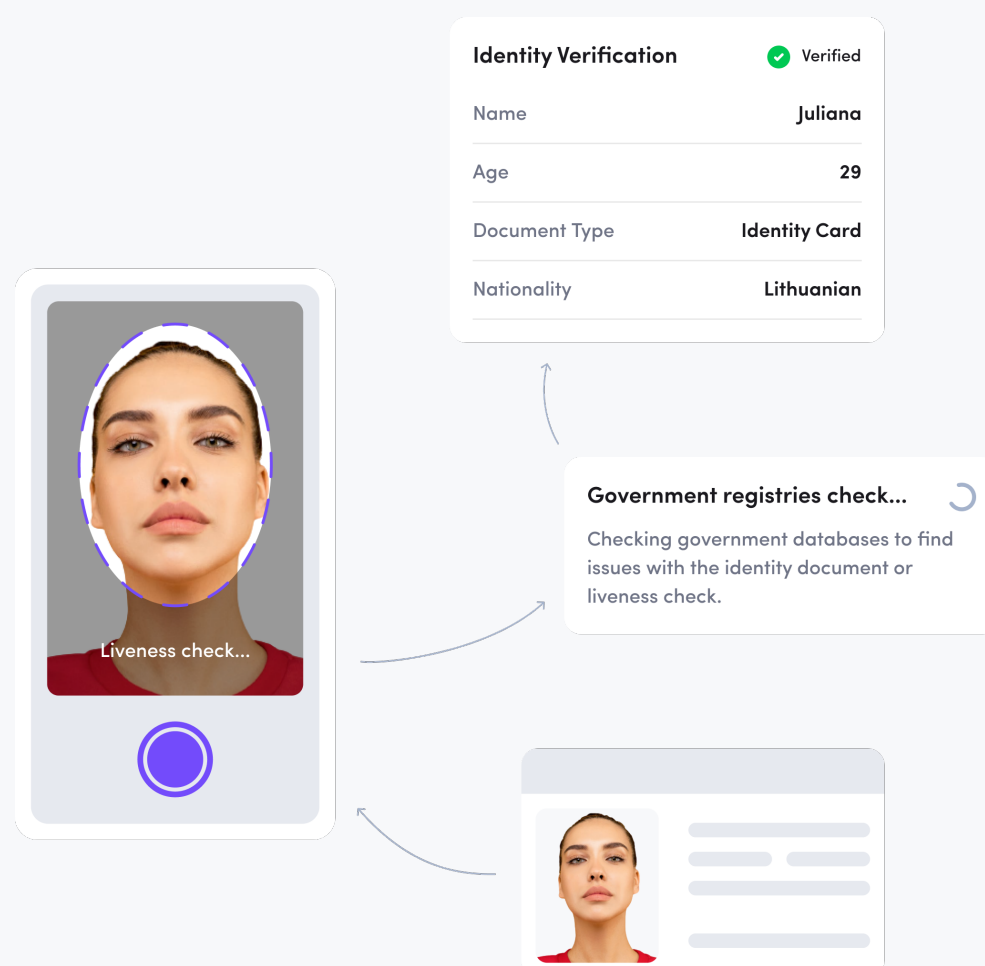 Identity Verification
Verified
Name
Juliana
Age
29
Document Type
Identity Card
Nationality
Lithuanian
Government registries check...
Checking government databases to find
issues with the identity document or
liveness check.
Liveness check...